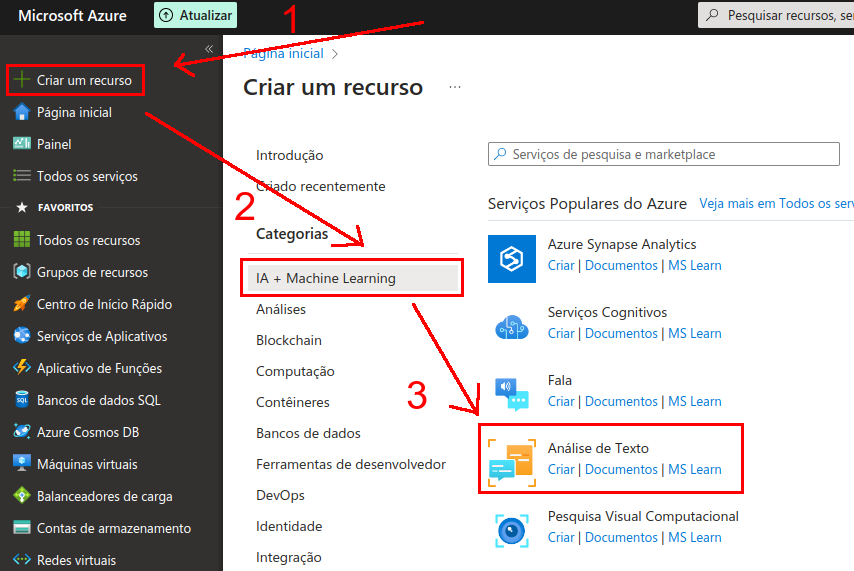 Microsoft Azure
Atualizar
1
Pesquisar recursos, se
«
Página inicial >
Criar um recurso
Criar um recurso
...
Página inicial
Painel
Todos os serviços
FAVORITOS
Todos os recursos
Grupos de recursos
Centro de Início Rápido
Serviços de Aplicativos
Aplicativo de Funções
Bancos de dados SQL
Azure Cosmos DB
Máquinas virtuais
Balanceadores de carga
Contas de armazenamento
Redes virtuais
Introdução
Criado recentemente
2
Categorias
IA + Machine Learning
Análises
Blockchain
Computação
3
Contêineres
Bancos de dados
Ferramentas de desenvolvedor
DevOps
Identidade
Integração
Serviços de pesquisa e marketplace
Serviços Populares do Azure Veja mais em Todos os ser
Azure Synapse Analytics
Criar | Documentos | MS Learn
Serviços Cognitivos
Criar | Documentos | MS Learn
Fala
Criar | Documentos | MS Learn
Análise de Texto
Criar | Documentos | MS Learn
Pesquisa Visual Computacional
Criar | Documentos | MS Learn